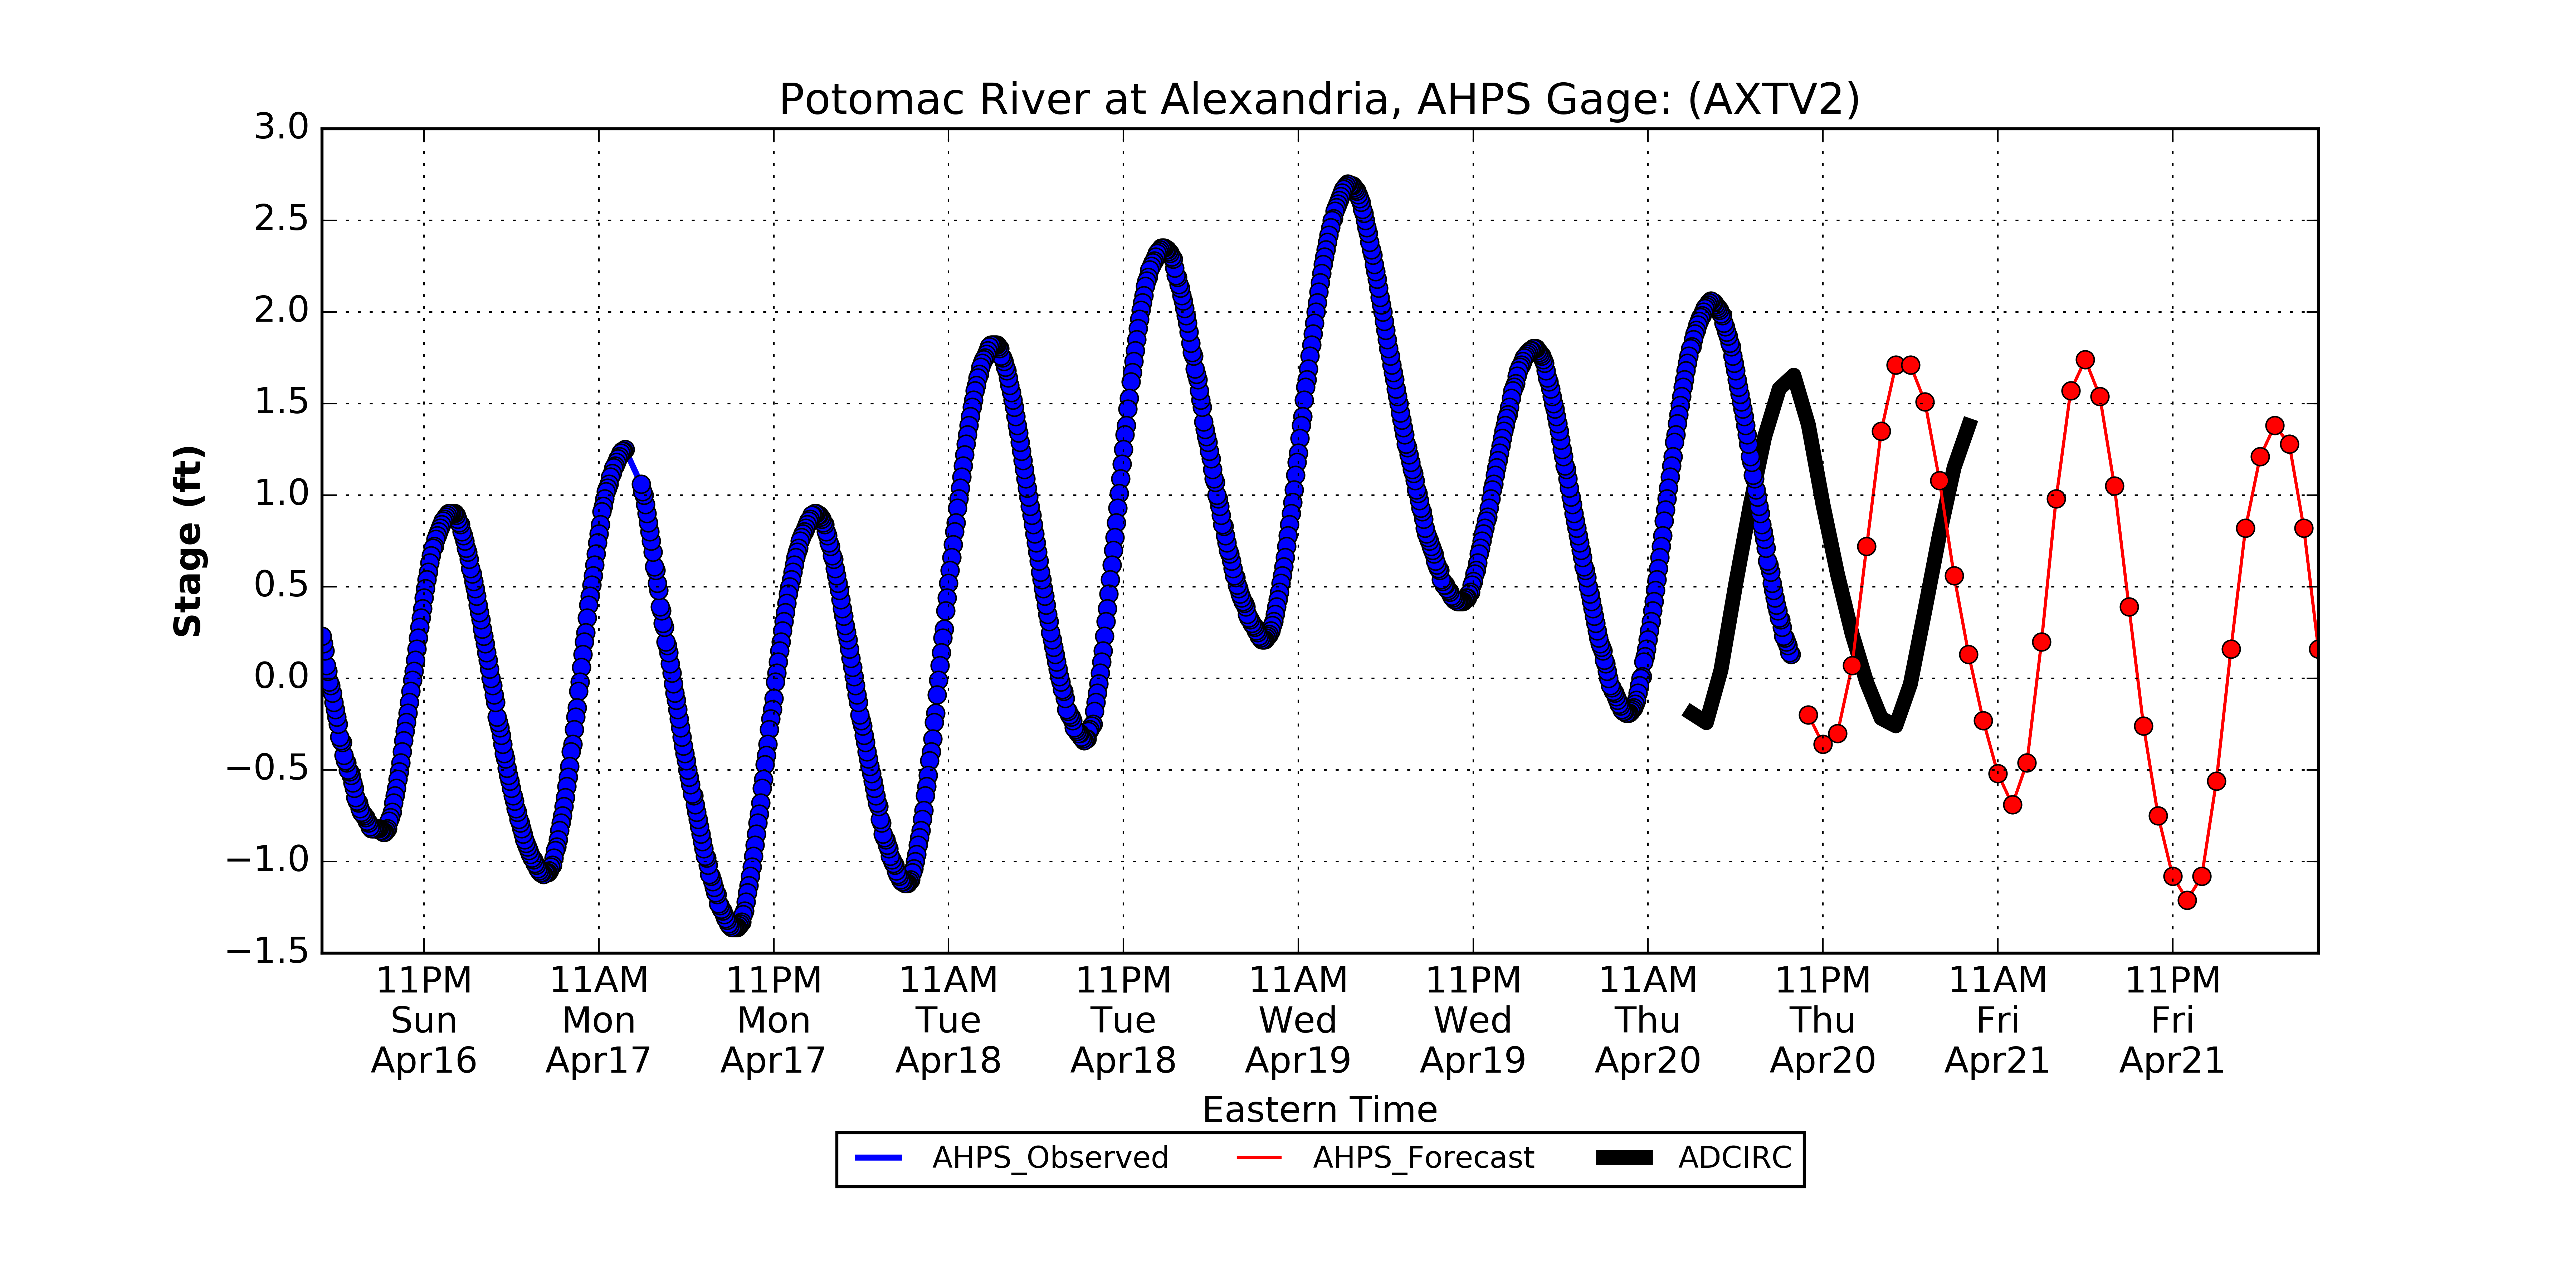 Potomac River at Alexandria, AHPS Gage: (AXTV2)
3.0
2.5
2.0
1.5
1.0
0.5
0.0
−0.5
−1.0
−1.5
Stage (ft)
11PM 11AM 11PM 11AM 11PM 11AM 11PM 11AM 11PM 11AM 11PM
Sun Mon Mon Tue Tue Wed Wed Thu Thu Fri Fri
Apr16 Apr17 Apr17 Apr18 Apr18 Apr19 Apr19 Apr20 Apr20 Apr21 Apr21
Eastern Time
AHPS_Observed AHPS_Forecast ADCIRC